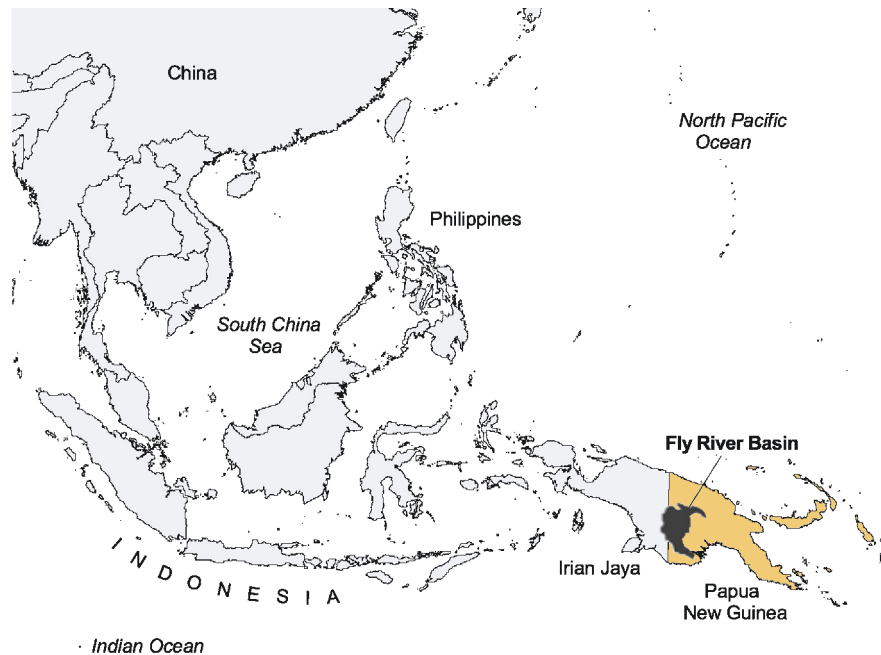 China
North Pacific
Ocean
Philippines
South China
Sea
Fly River Basin
Irian Jaya
Papua
New Guinea
INDONESIA
Indian Ocean